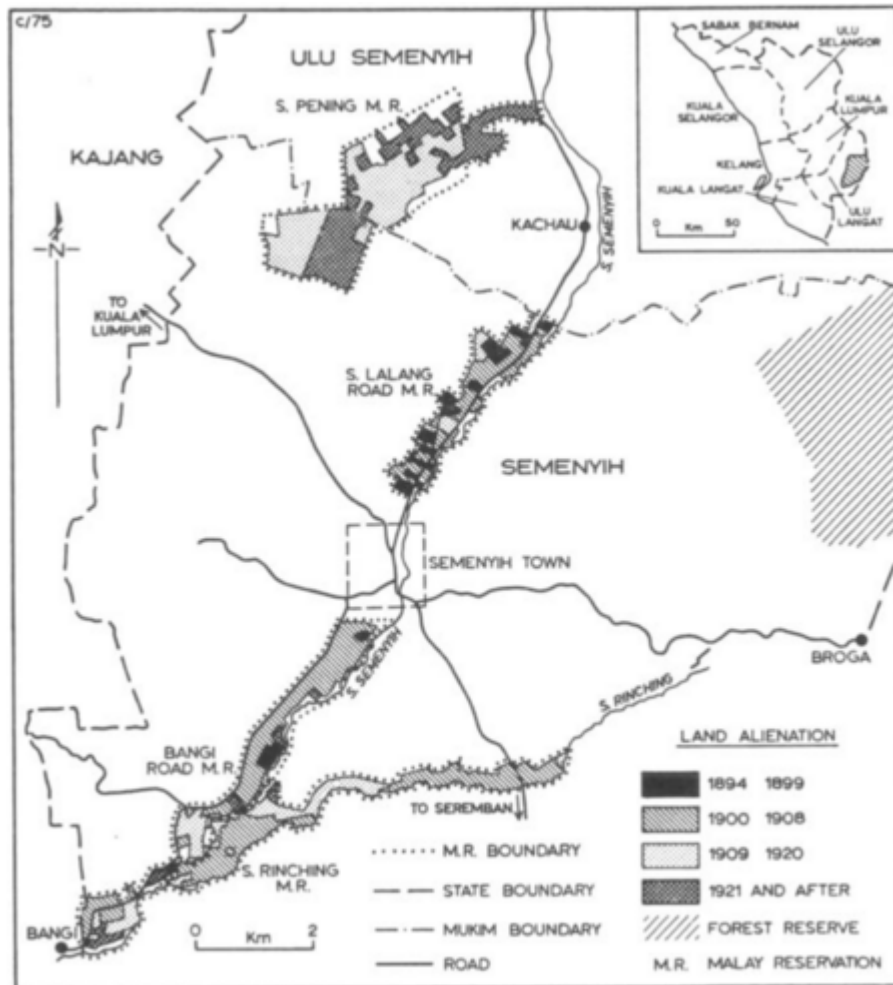 C/75
ULU SEMENYIH
S. PENING M.R.
KAJANG
KACHAU
S. SEMENYIH
N
TO
KUALA
LUMPUR
S. LALANG
ROAD M.R.
SEMENYIH
SEMENYIH TOWN
BROGA
S. SEMENYIH
S. RINCHING
BANGI
ROAD M.R.
TO SEREMBAN
S. RINCHING
M.R.
BANGI
0 2
Km
SABAK BERNAM
ULU
SELANGOR
KUALA
SELANGOR
KUALA
LUMPUR
KELANG
KUALA LANGAT
ULU
LANGAT
0 50
Km
M.R. BOUNDARY
STATE BOUNDARY
MUKIM BOUNDARY
ROAD
LAND ALIENATION
1894 1899
1900 1908
1909 1920
1921 AND AFTER
FOREST RESERVE
M.R. MALAY RESERVATION